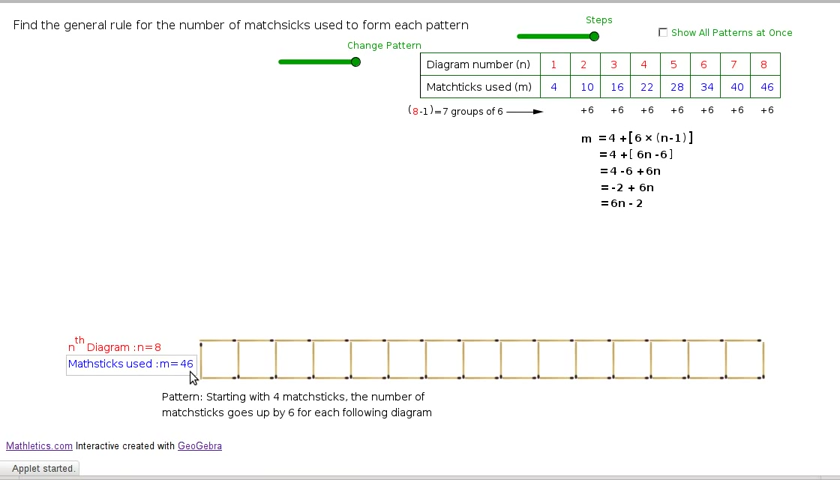 Find the general rule for the number of matchsicks used to form each pattern
Steps
Change Pattern
Show All Patterns at Once
Diagram number (n) 1 2 3 4 5 6 7 8
Matchticks used (m) 4 10 16 22 28 34 40 46
(8-1)=7 groups of 6 +6 +6 +6 +6 +6 +6 +6
m = 4 +[6 × (n-1)]
=4 +[ 6n -6]
=4 -6 +6n
=-2 + 6n
=6n - 2
nth Diagram :n=8
Mathsticks used :m=46
Pattern: Starting with 4 matchsticks, the number of
matchsticks goes up by 6 for each following diagram
Mathletics.com Interactive created with GeoGebra
Applet started.